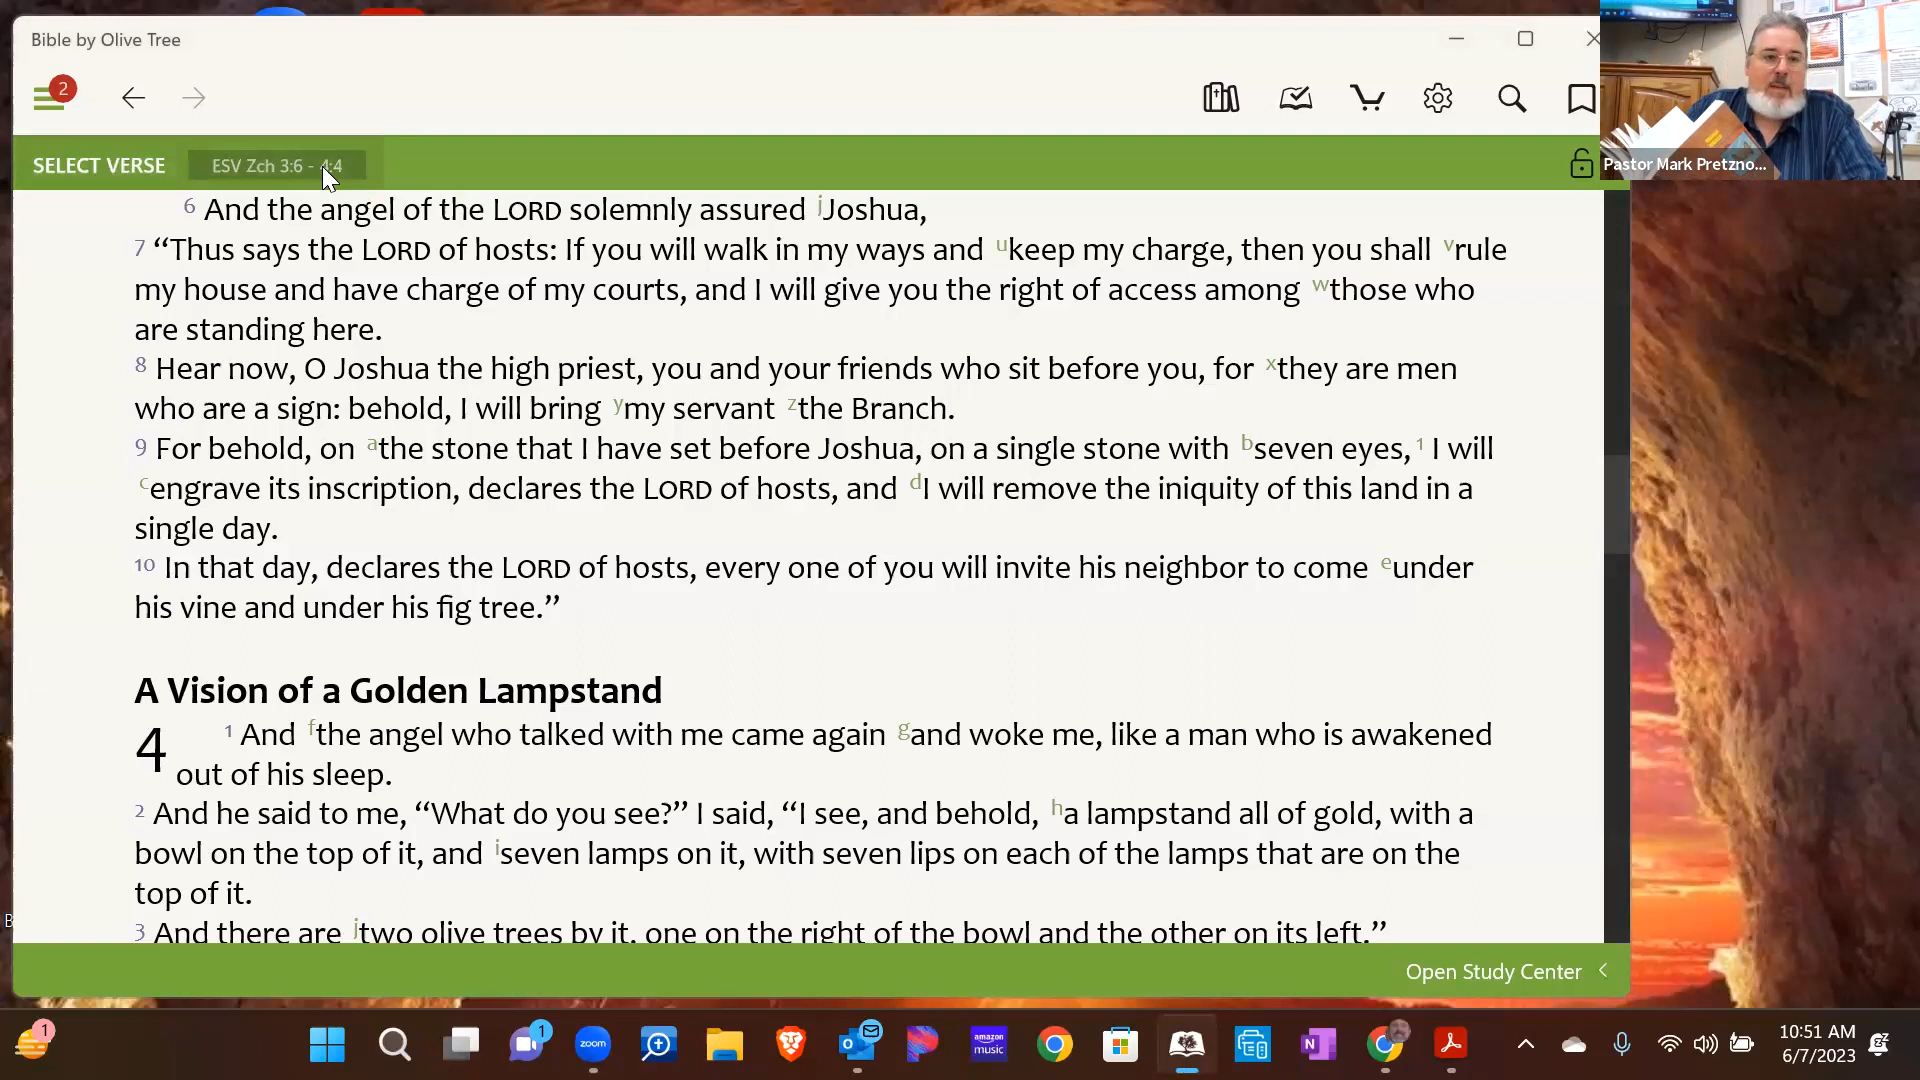 Bible by Olive Tree
2
SELECT VERSE
ESV Zch 3:6 - 4:4
Pastor Mark Pretzno...
6 And the angel of the LORD solemnly assured jJoshua,
7 “Thus says the LORD of hosts: If you will walk in my ways and ukeep my charge, then you shall vrule
my house and have charge of my courts, and I will give you the right of access among wthose who
are standing here.
8 Hear now, O Joshua the high priest, you and your friends who sit before you, for xthey are men
who are a sign: behold, I will bring ymy servant zthe Branch.
9 For behold, on athe stone that I have set before Joshua, on a single stone with bseven eyes,1 I will
cengrave its inscription, declares the LORD of hosts, and dI will remove the iniquity of this land in a
single day.
10 In that day, declares the LORD of hosts, every one of you will invite his neighbor to come eunder
his vine and under his fig tree.”
A Vision of a Golden Lampstand
4 1 And fthe angel who talked with me came again gand woke me, like a man who is awakened
out of his sleep.
2 And he said to me, “What do you see?” I said, “I see, and behold, ha lampstand all of gold, with a
bowl on the top of it, and iseven lamps on it, with seven lips on each of the lamps that are on the
top of it.
3 And there are jtwo olive trees by it, one on the right of the bowl and the other on its left.”
B
Open Study Center
1
1
zoom
amazon
music
N
10:51 AM
6/7/2023